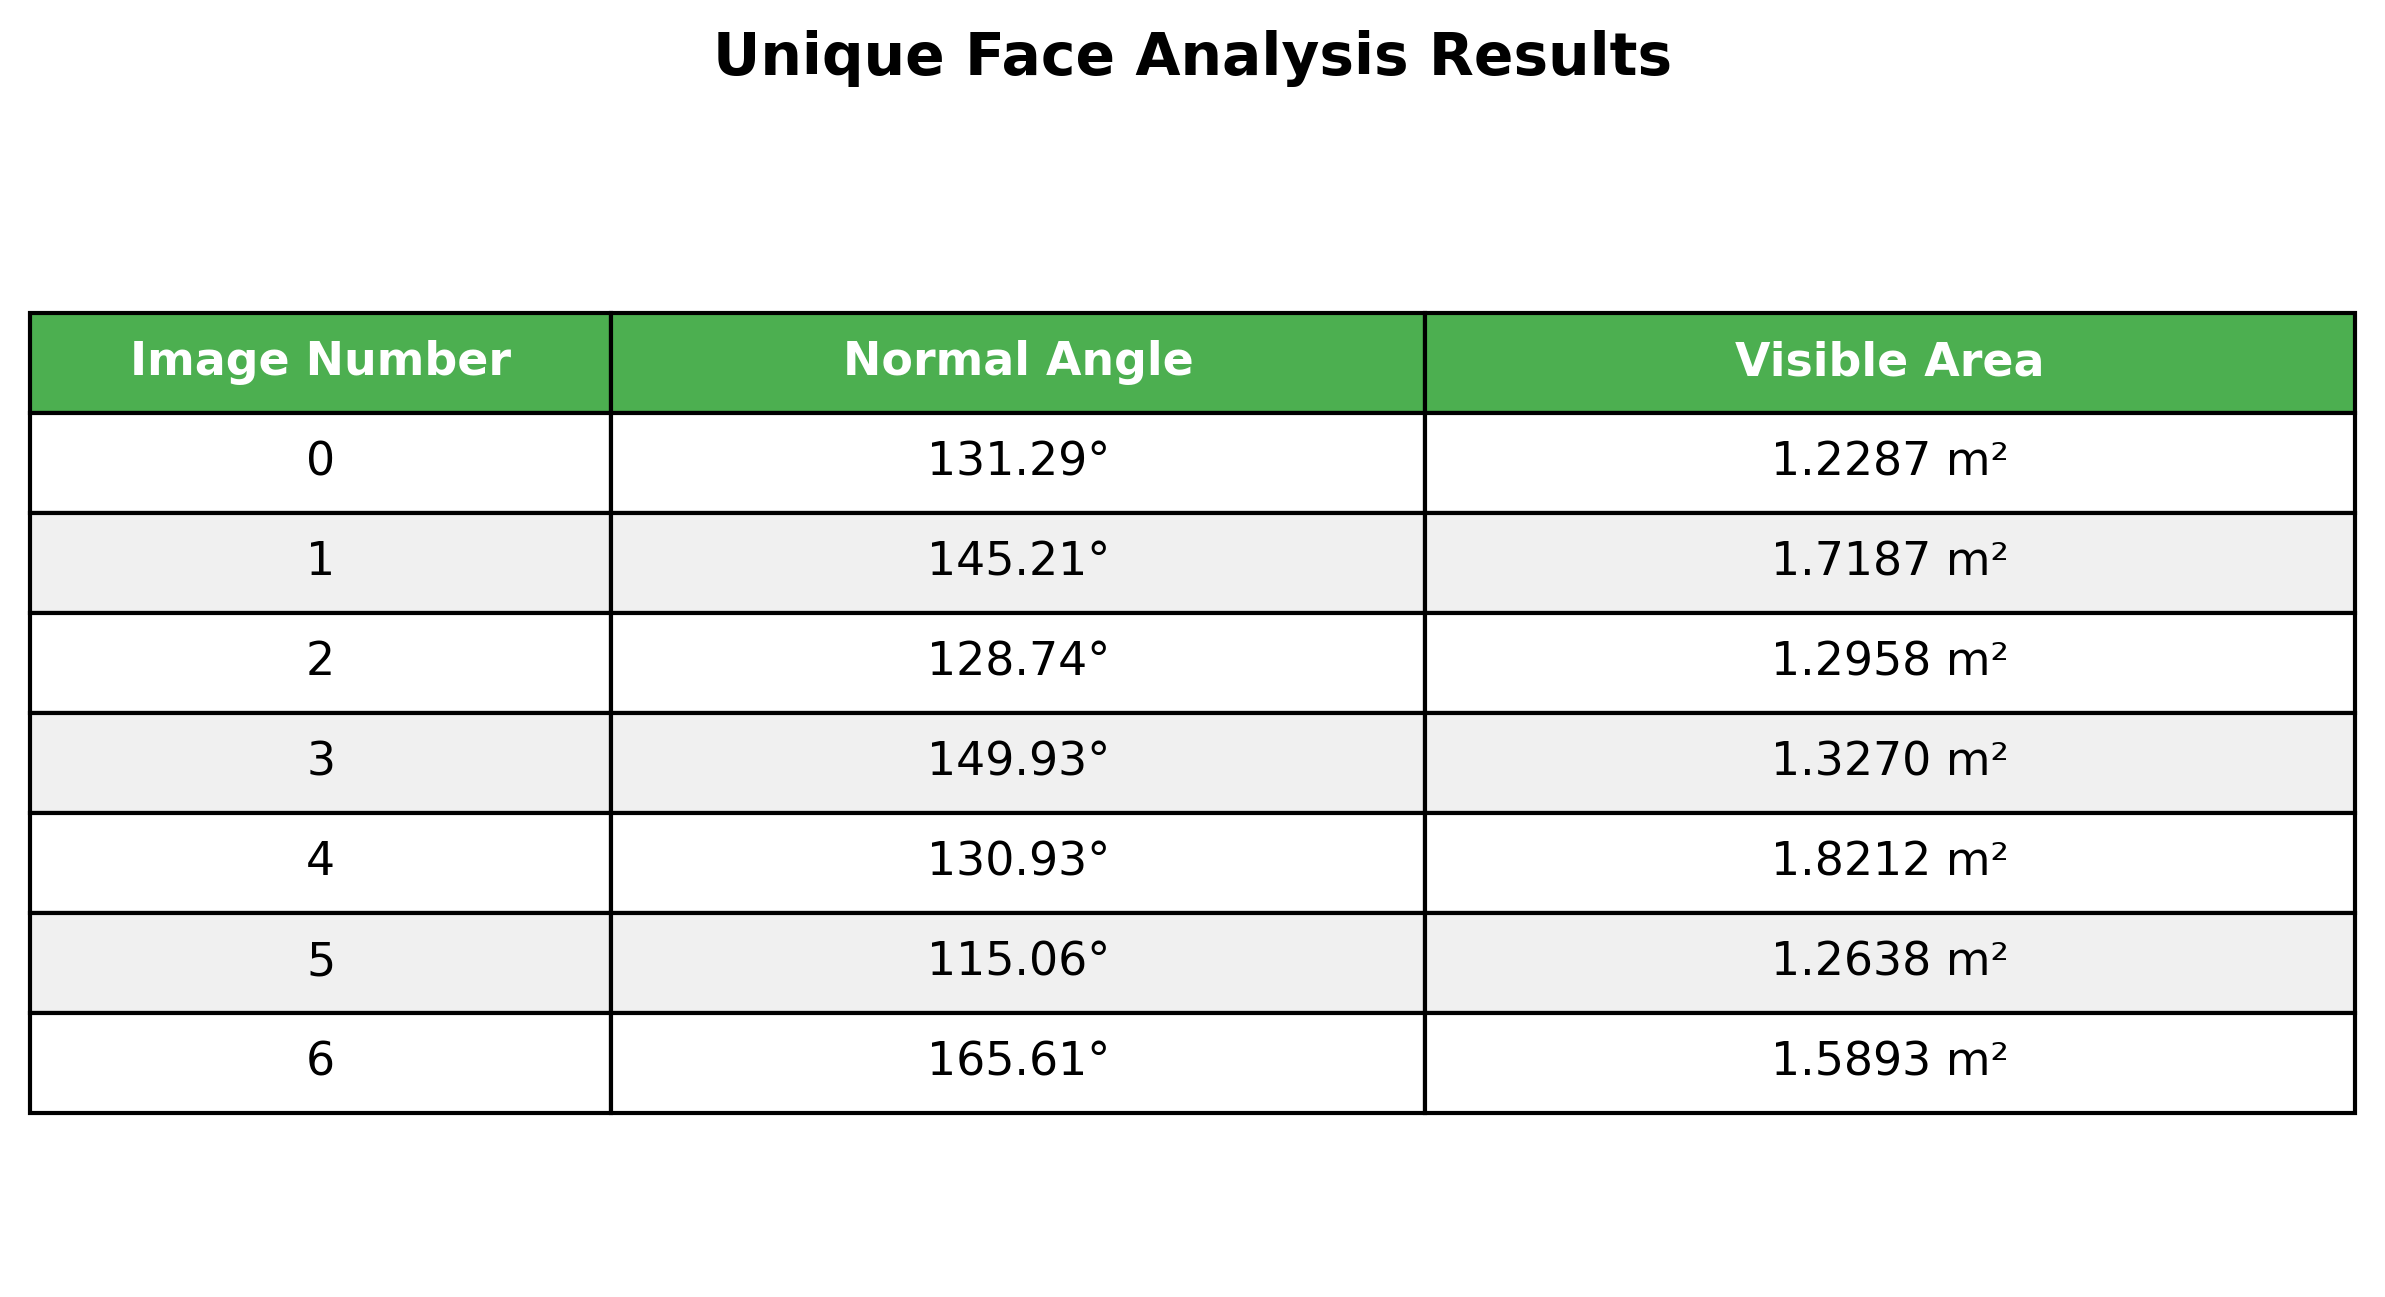 Unique Face Analysis Results
Image Number Normal Angle Visible Area
0 131.29° 1.2287 m²
1 145.21° 1.7187 m²
2 128.74° 1.2958 m²
3 149.93° 1.3270 m²
4 130.93° 1.8212 m²
5 115.06° 1.2638 m²
6 165.61° 1.5893 m²